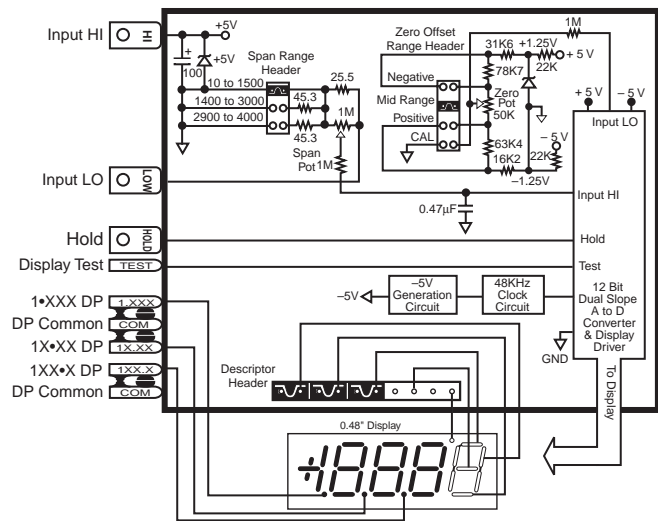 Input HI
HI
+5V
+
100
+5V
Span Range
Header
10 to 1500
1400 to 3000
2900 to 4000
25.5
45.3
45.3
1M
Span
Pot
1M
Zero Offset
Range Header
Negative
Mid Range
Positive
CAL
31K6
+1.25V
22K
+ 5 V
78K7
Zero
Pot
50K
63K4
16K2
22K
–1.25V
– 5 V
1M
+ 5 V
– 5 V
Input LO
Input LO
LOW
Input HI
0.47µF
Hold
HOLD
Hold
Display Test
TEST
Test
1•XXX DP
1.XXX
DP Common
COM
1X•XX DP
1X.XX
1XX•X DP
1XX.X
DP Common
COM
–5V
–5V
Generation
Circuit
48KHz
Clock
Circuit
12 Bit
Dual Slope
A to D
Converter
& Display
Driver
GND
To Display
Descriptor
Header
0.48" Display